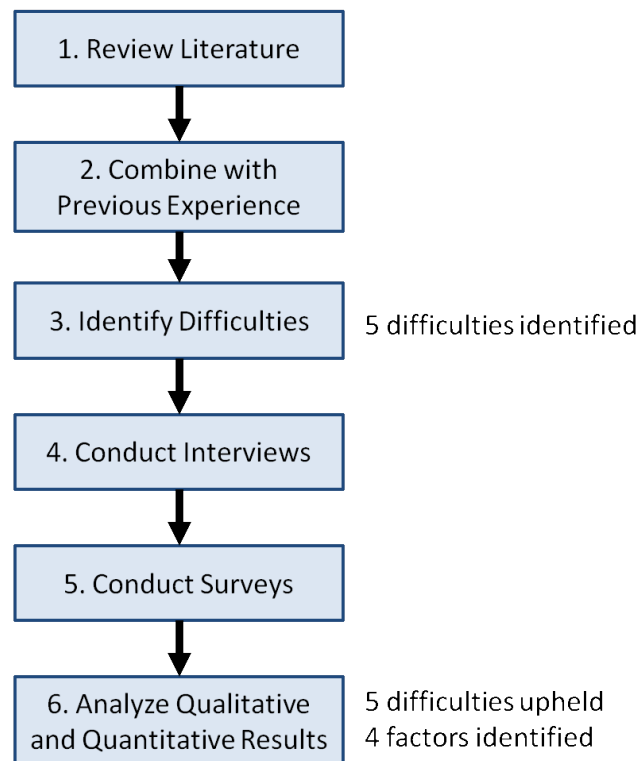 1. Review Literature
2. Combine with
Previous Experience
3. Identify Difficulties
5 difficulties identified
4. Conduct Interviews
5. Conduct Surveys
6. Analyze Qualitative
and Quantitative Results
5 difficulties upheld
4 factors identified